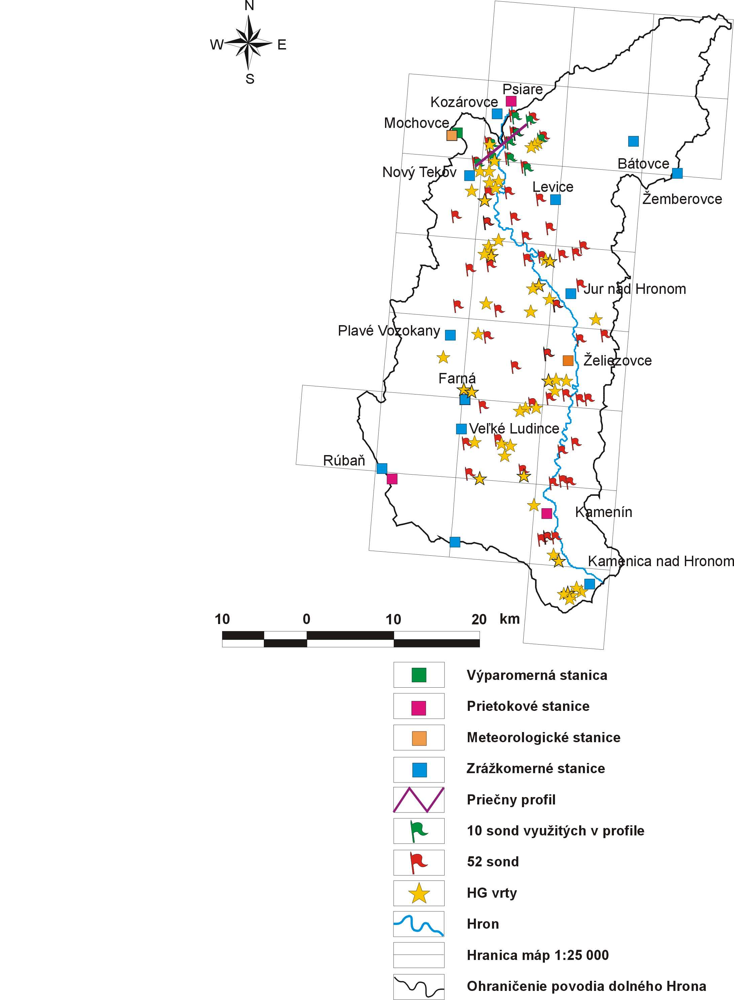 N
W
E
S
Psiare
Kozárovce
Mochovce
Bátovce
Nový Tekov
Levice
Žemberovce
Jur nad Hronom
Plavé Vozokany
Želiezovce
Farná
Veľké Ludince
Rúbaň
Kamenín
Kamenica nad Hronom
10 0 10 20 km
Výparomerná stanica
Prietokové stanice
Meteorologické stanice
Zrážkomerné stanice
Priečny profil
10 sond využitých v profile
52 sond
HG vrty
Hron
Hranica máp 1:25 000
Ohraničenie povodia dolného Hrona